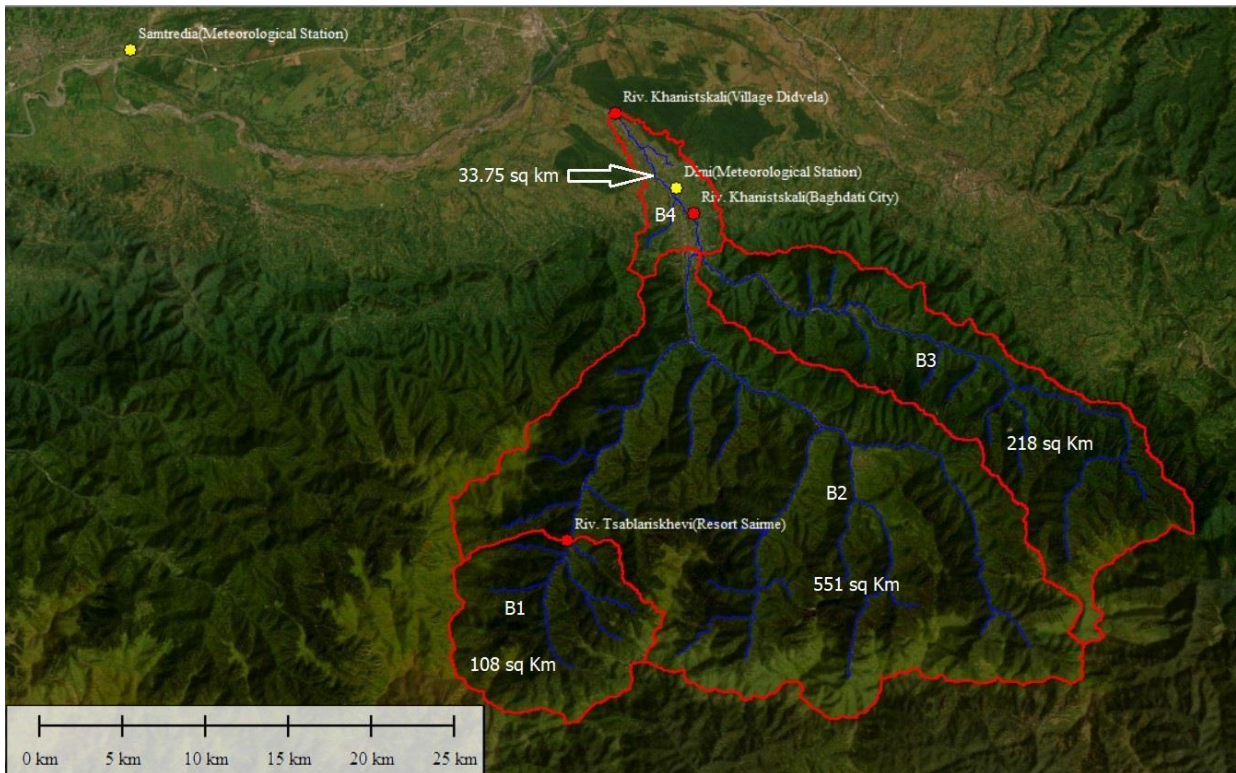 Samtredia(Meteorological Station)
Riv. Khanistskali(Village Didvela)
33.75 sq km
Dimi(Meteorological Station)
Riv. Khanistskali(Baghdati City)
B4
B3
218 sq Km
B2
Riv. Tsablariskhevi(Resort Sairme)
551 sq Km
B1
108 sq Km
0 km 5 km 10 km 15 km 20 km 25 km